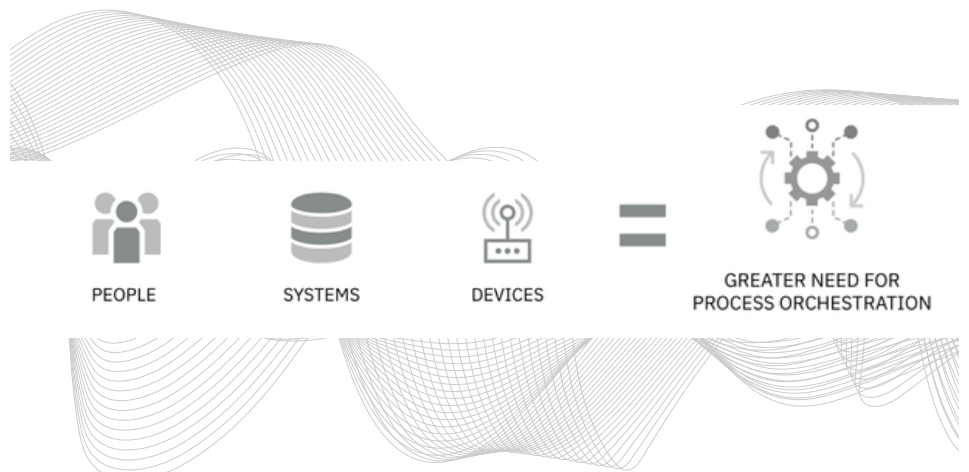 PEOPLE
SYSTEMS
DEVICES
GREATER NEED FOR
PROCESS ORCHESTRATION